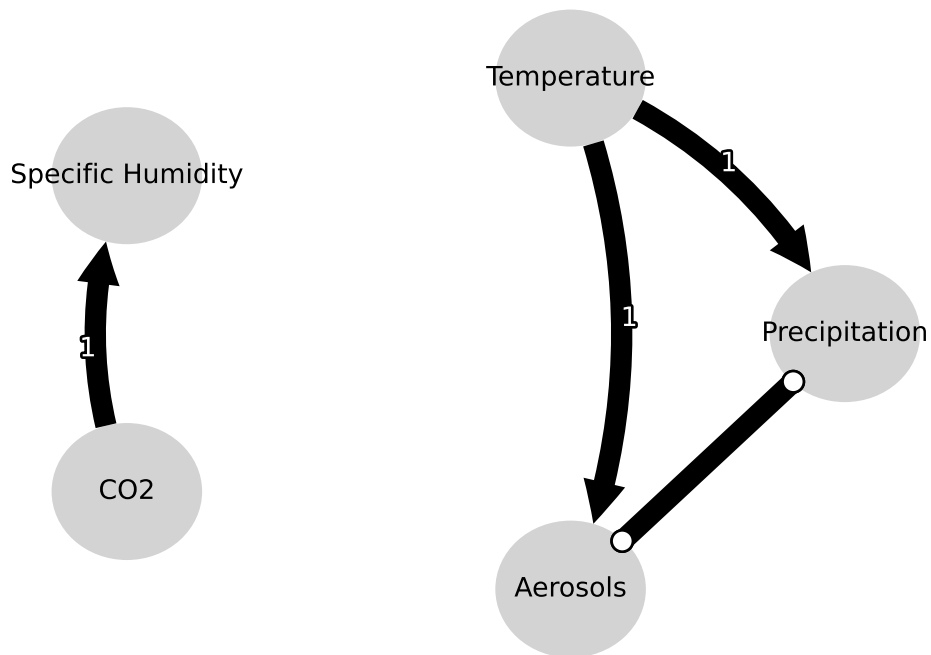 Temperature
1
Specific Humidity
1
Precipitation
1
CO2
Aerosols